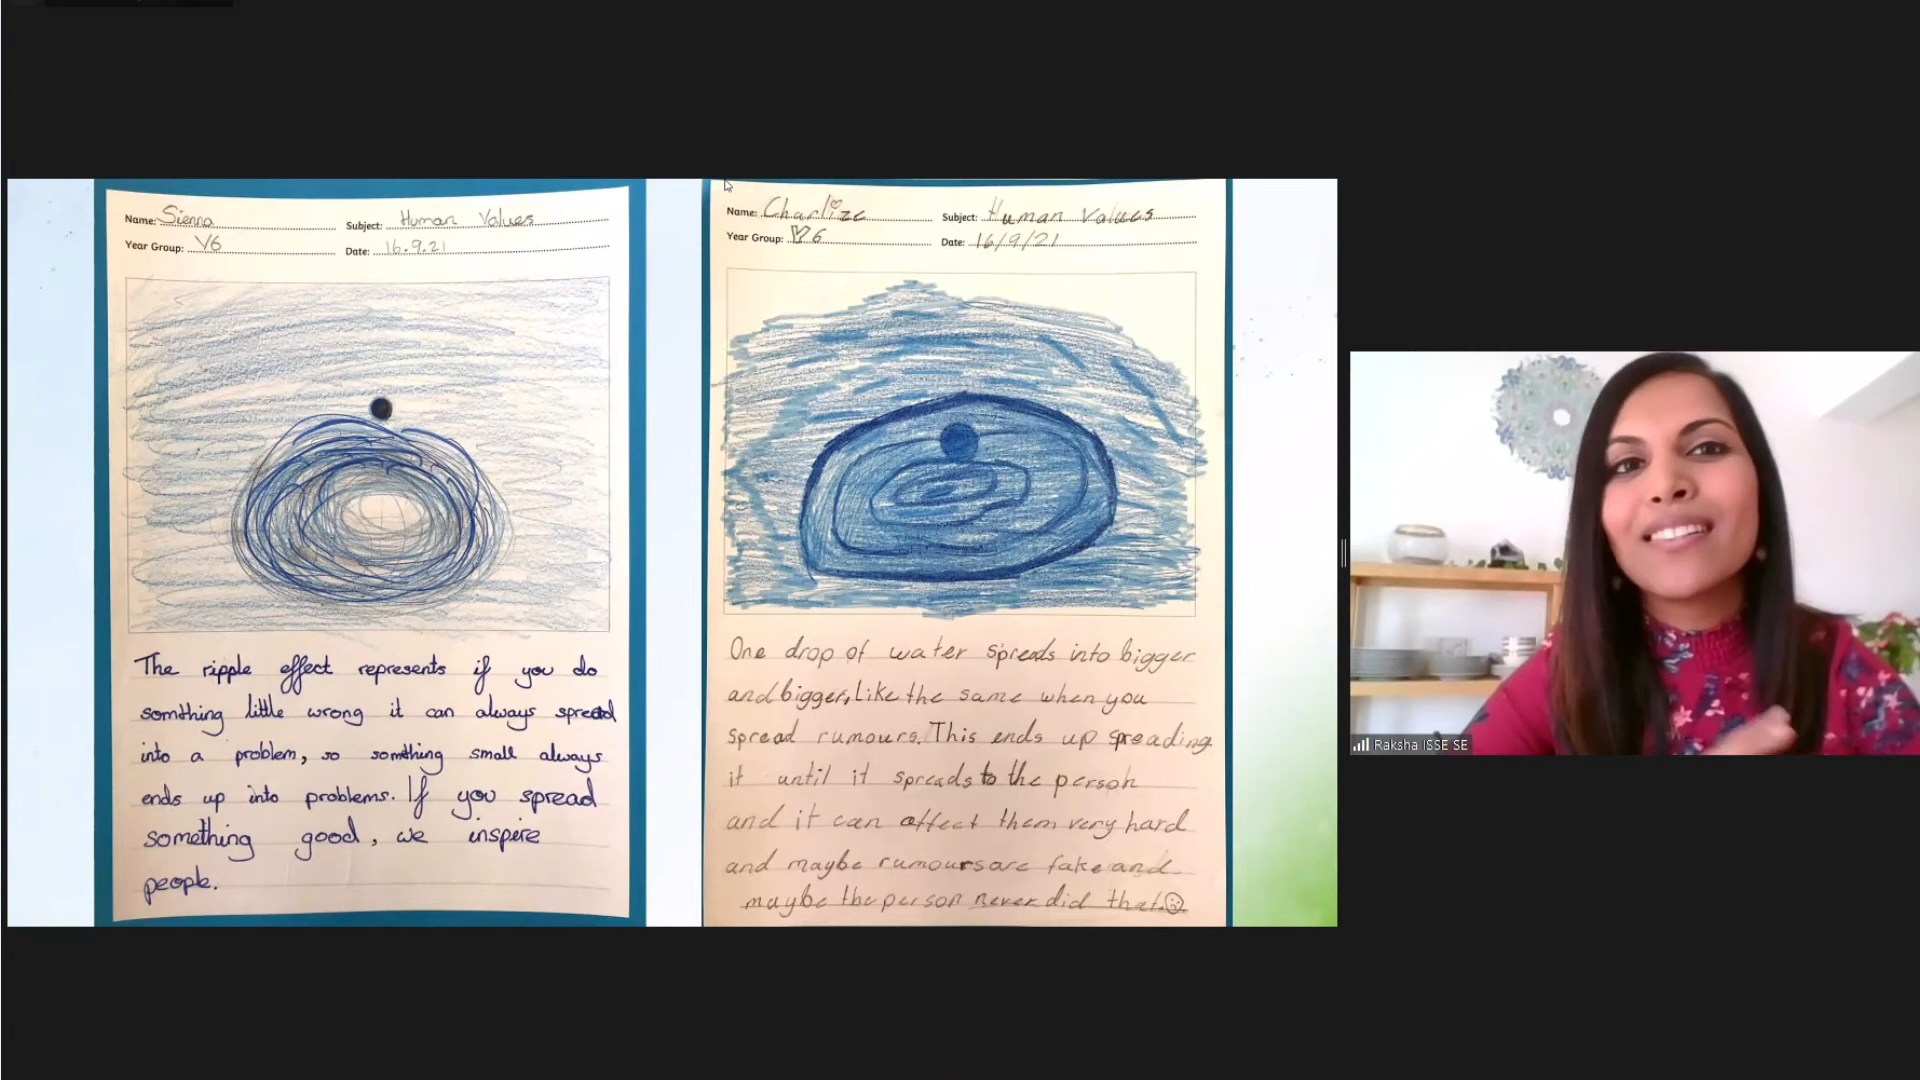 Name: Sienna
Subject: Human Values
Year Group: Y6
Date: 16.9.21
The ripple effect represents if you do
somthing little wrong it can always spread
into a problem, so something small always
ends up into problems. If you spread
something good, we inspire
people.
Name: Charlize
Subject: Human Values
Year Group: Y6
Date: 16/9/21
One drop of water spreads into bigger
and bigger, Like the same when you
spread rumours. This ends up spreading
it until it spreads to the person
and it can affect them very hard
and maybe rumours are fake and
maybe the person never did that.
Raksha ISSE SE